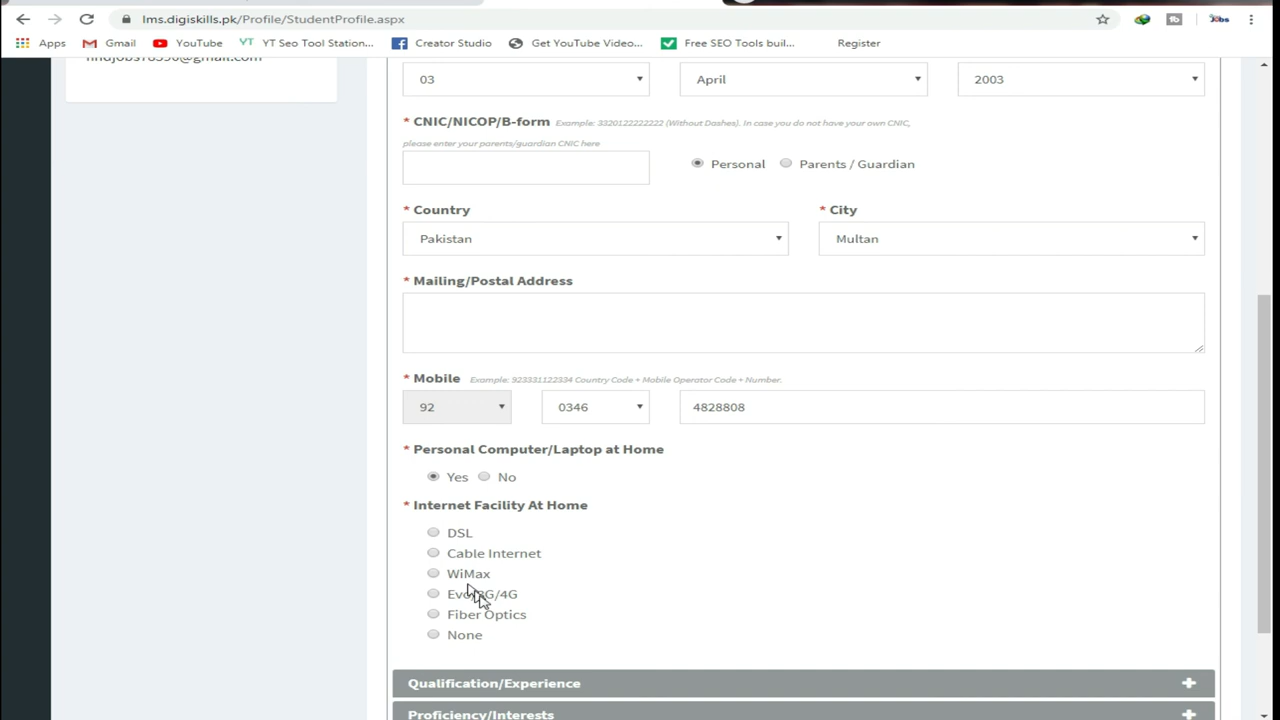 lms.digiskills.pk/Profile/StudentProfile.aspx
Apps Gmail YouTube YT Seo Tool Station... Creator Studio Get YouTube Video... Free SEO Tools buil... Register
03 April 2003
* CNIC/NICOP/B-form Example: 3320122222222 (Without Dashes). In case you do not have your own CNIC,
please enter your parents/guardian CNIC here
Personal Parents / Guardian
* Country * City
Pakistan Multan
* Mailing/Postal Address
* Mobile Example: 923331122334 Country Code + Mobile Operator Code + Number.
92 0346 4828808
* Personal Computer/Laptop at Home
Yes No
* Internet Facility At Home
DSL
Cable Internet
WiMax
3G/4G
Fiber Optics
None
Qualification/Experience
Proficiency/Interests